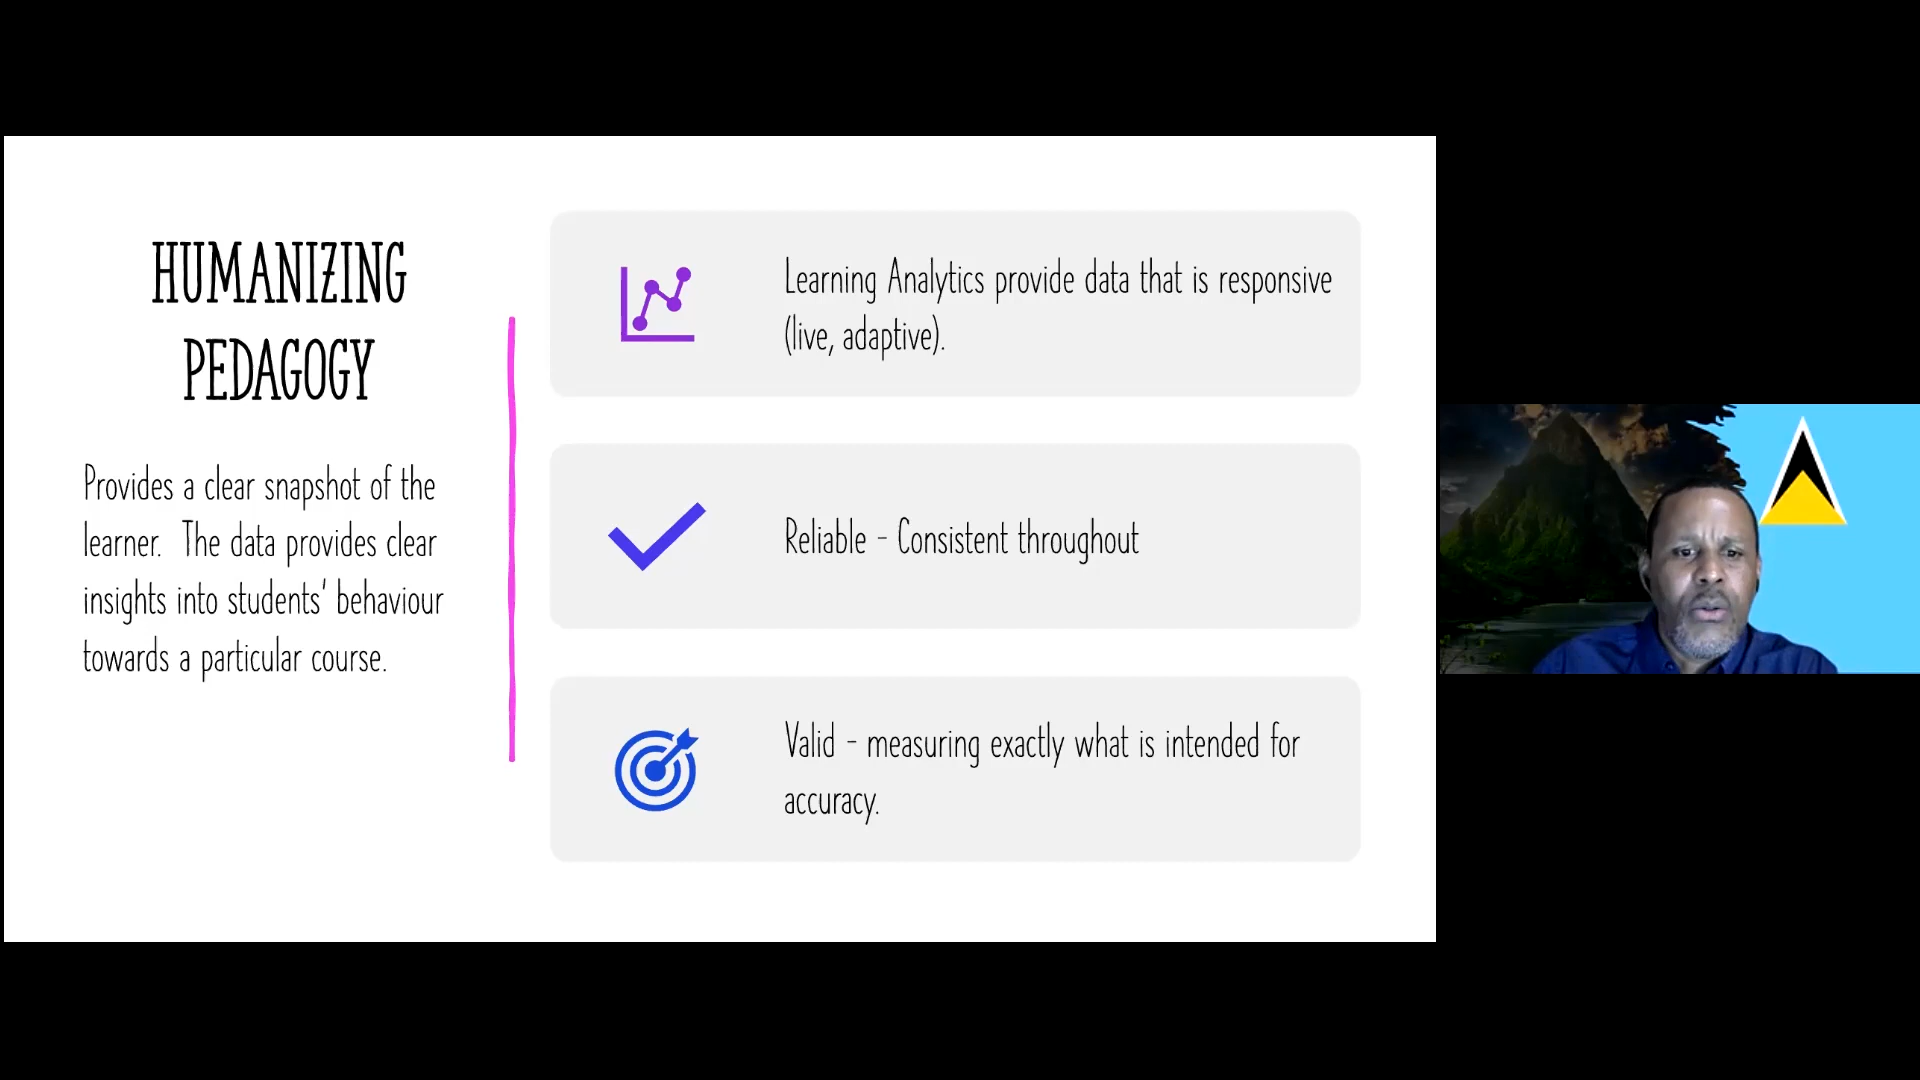 HUMANIZING
PEDAGOGY
Provides a clear snapshot of the
learner.  The data provides clear
insights into students' behaviour
towards a particular course.
Learning Analytics provide data that is responsive
(live, adaptive).
Reliable - Consistent throughout
Valid - measuring exactly what is intended for
accuracy.